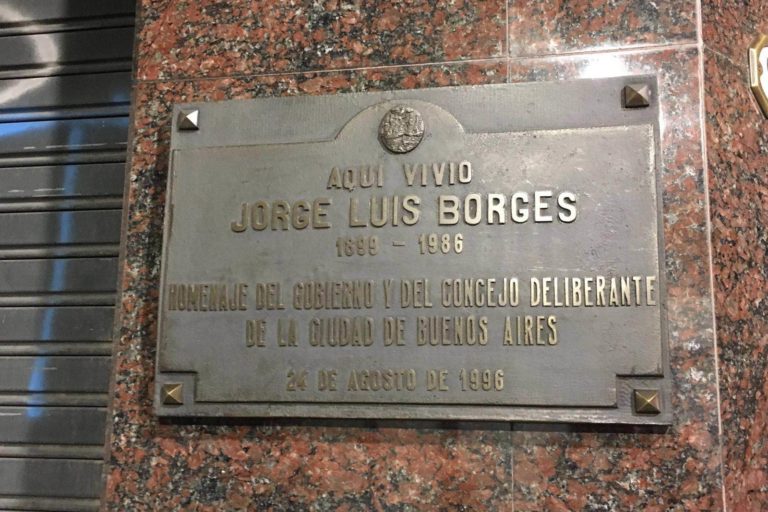 AQUI VIVIO
JORGE LUIS BORGES
1899 - 1986
HOMENAJE DEL GOBIERNO Y DEL CONCEJO DELIBERANTE
DE LA CIUDAD DE BUENOS AIRES
24 DE AGOSTO DE 1996